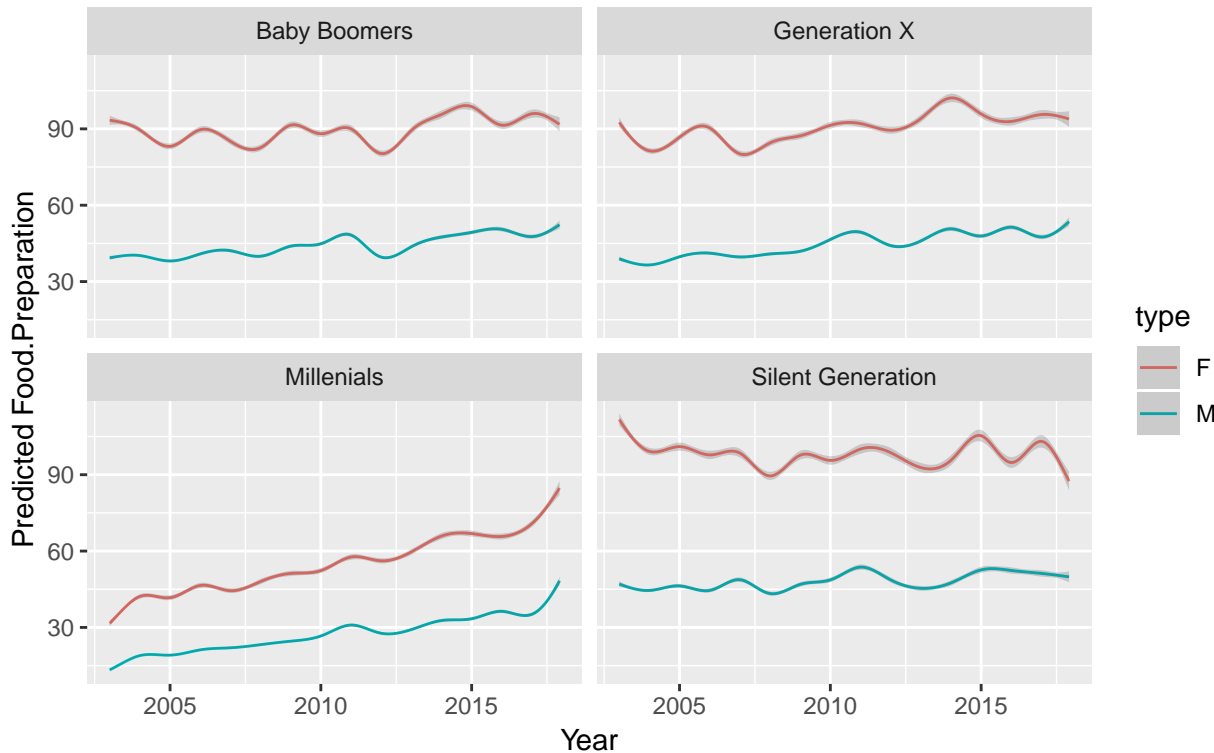 Baby Boomers
Generation X
90
60
30
Millenials
Silent Generation
90
60
30
2005
2010
2015
2005
2010
2015
Year
Predicted Food.Preparation
type
F
M